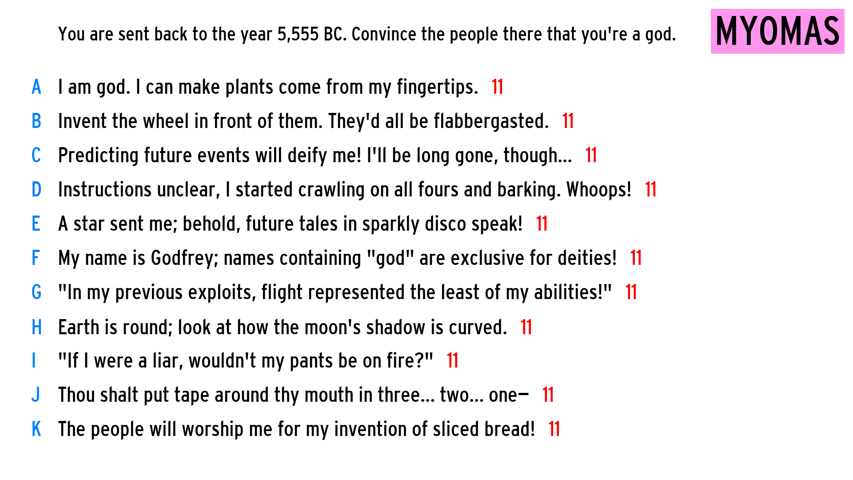 You are sent back to the year 5,555 BC. Convince the people there that you're a god.
MYOMAS
A I am god. I can make plants come from my fingertips. 11
B Invent the wheel in front of them. They'd all be flabbergasted. 11
C Predicting future events will deify me! I'll be long gone, though... 11
D Instructions unclear, I started crawling on all fours and barking. Whoops! 11
E A star sent me; behold, future tales in sparkly disco speak! 11
F My name is Godfrey; names containing "god" are exclusive for deities! 11
G "In my previous exploits, flight represented the least of my abilities!" 11
H Earth is round; look at how the moon's shadow is curved. 11
I "If I were a liar, wouldn't my pants be on fire?" 11
J Thou shalt put tape around thy mouth in three... two... one— 11
K The people will worship me for my invention of sliced bread! 11